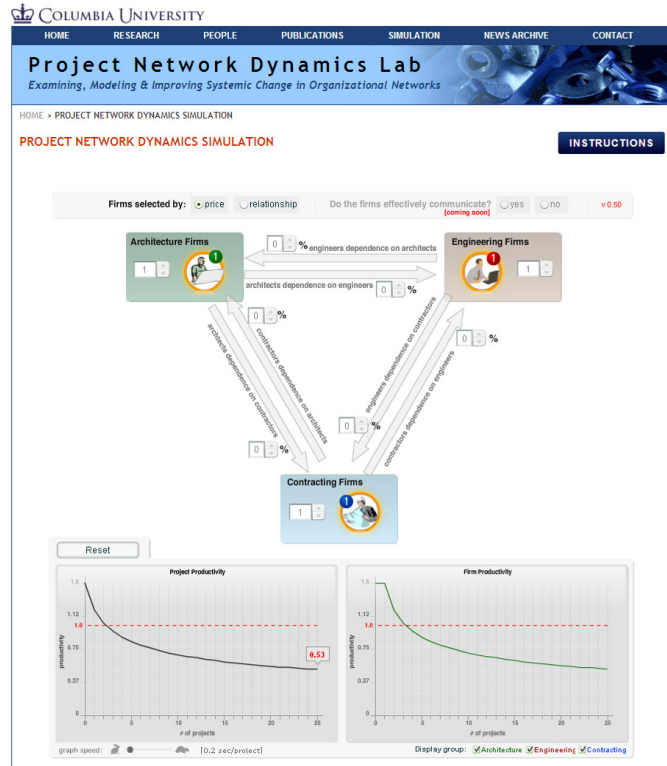 COLUMBIA UNIVERSITY
HOME RESEARCH PEOPLE PUBLICATIONS SIMULATION NEWS ARCHIVE CONTACT
Project Network Dynamics Lab
Examining, Modeling & Improving Systemic Change in Organizational Networks
HOME > PROJECT NETWORK DYNAMICS SIMULATION
PROJECT NETWORK DYNAMICS SIMULATION
INSTRUCTIONS
Firms selected by: price relationship Do the firms effectively communicate? yes no v 0.50
[coming soon]
Architecture Firms
1
1
0 %
engineers dependence on architects
architects dependence on engineers
0 %
Engineering Firms
1
1
0 %
contractors dependence on architects
architects dependence on contractors
0 %
0 %
engineers dependence on contractors
contractors dependence on engineers
0 %
Contracting Firms
1
1
Reset
Project Productivity
1.5
1.12
1.0
0.75
0.37
0
productivity
0.53
0 5 10 15 20 25
# of projects
Firm Productivity
1.5
1.12
1.0
0.75
0.37
0
productivity
0 5 10 15 20 25
# of projects
graph speed: [0.2 sec/project]
Display group: Architecture Engineering Contracting